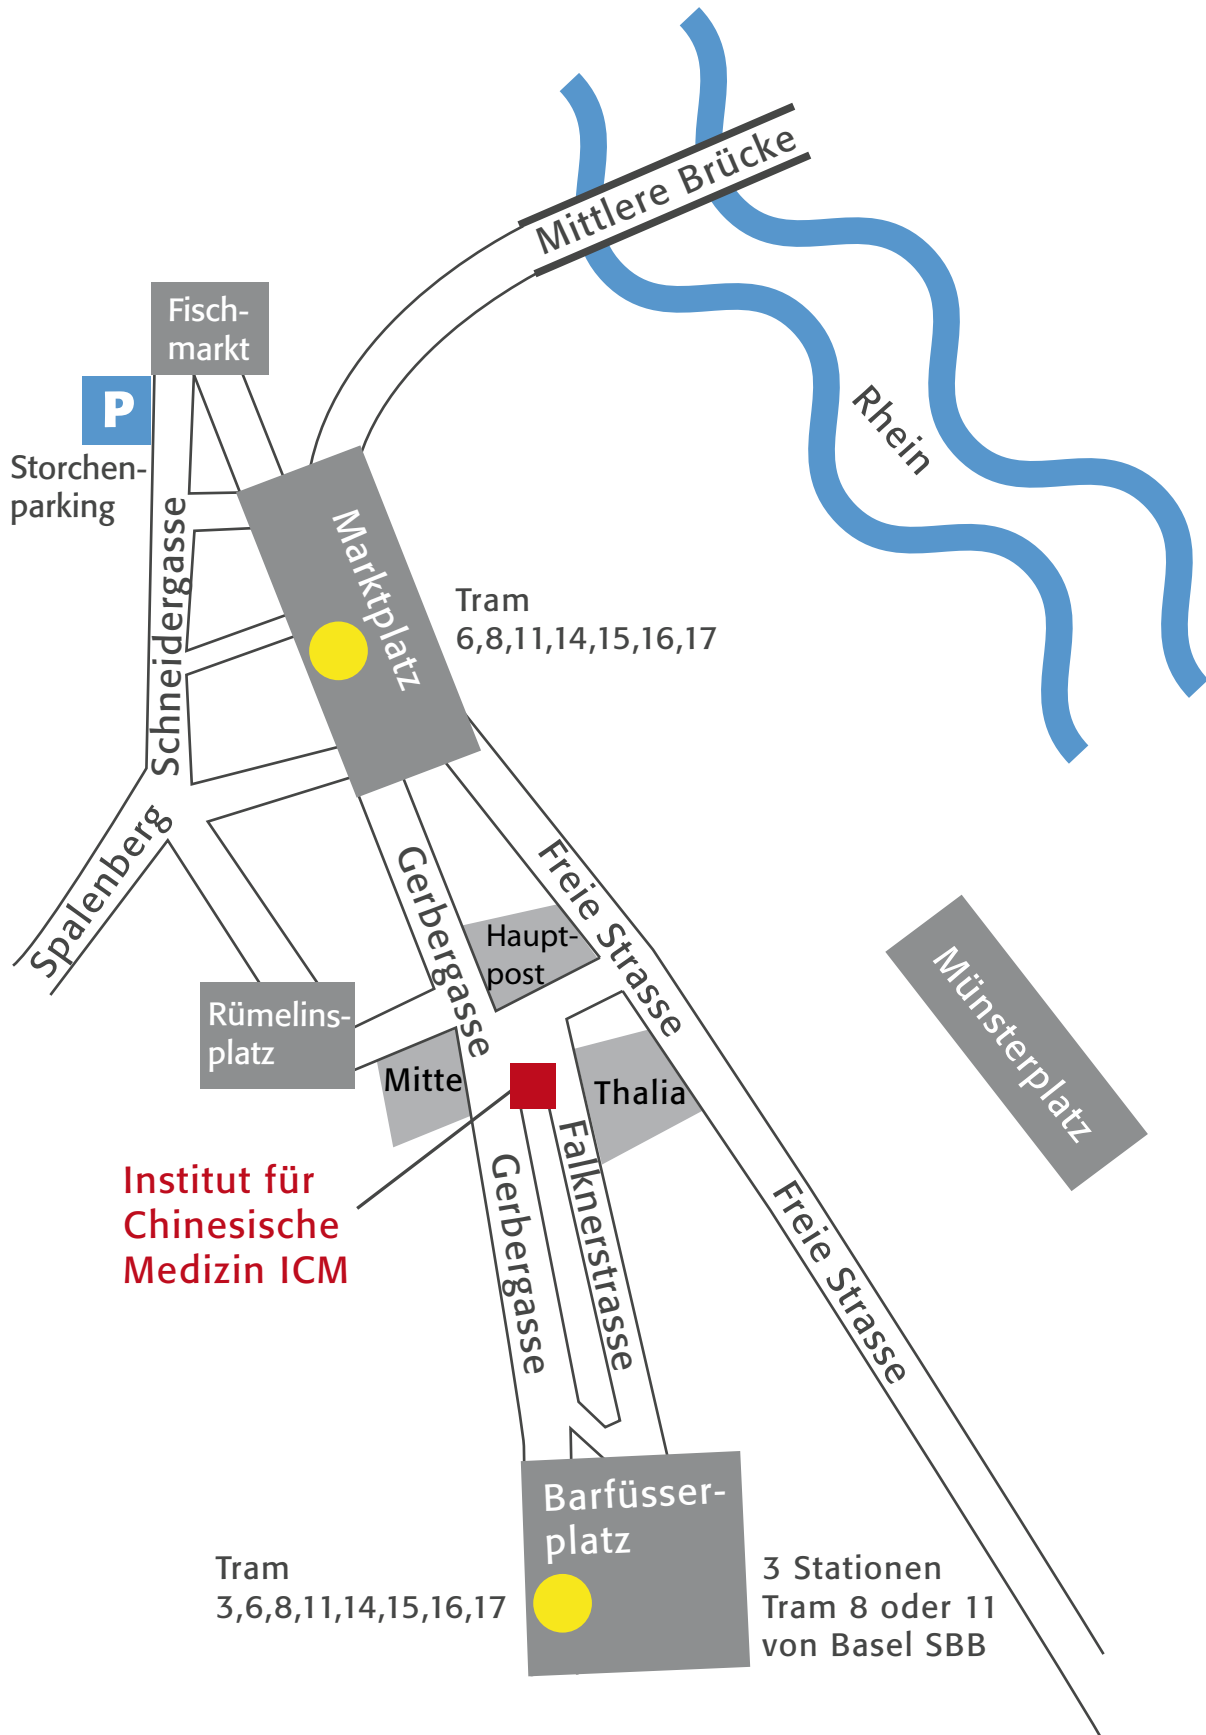 Mittlere Brücke
Fisch-
markt
P
Storchen-
parking
Rhein
Schneidergasse
Marktplatz
Tram
6,8,11,14,15,16,17
Spalenberg
Gerbergasse
Freie Strasse
Haupt-
post
Münsterplatz
Rümelins-
platz
Mitte
Thalia
Institut für
Chinesische
Medizin ICM
Gerbergasse
Falknerstrasse
Freie Strasse
Barfüsser-
platz
Tram
3,6,8,11,14,15,16,17
3 Stationen
Tram 8 oder 11
von Basel SBB